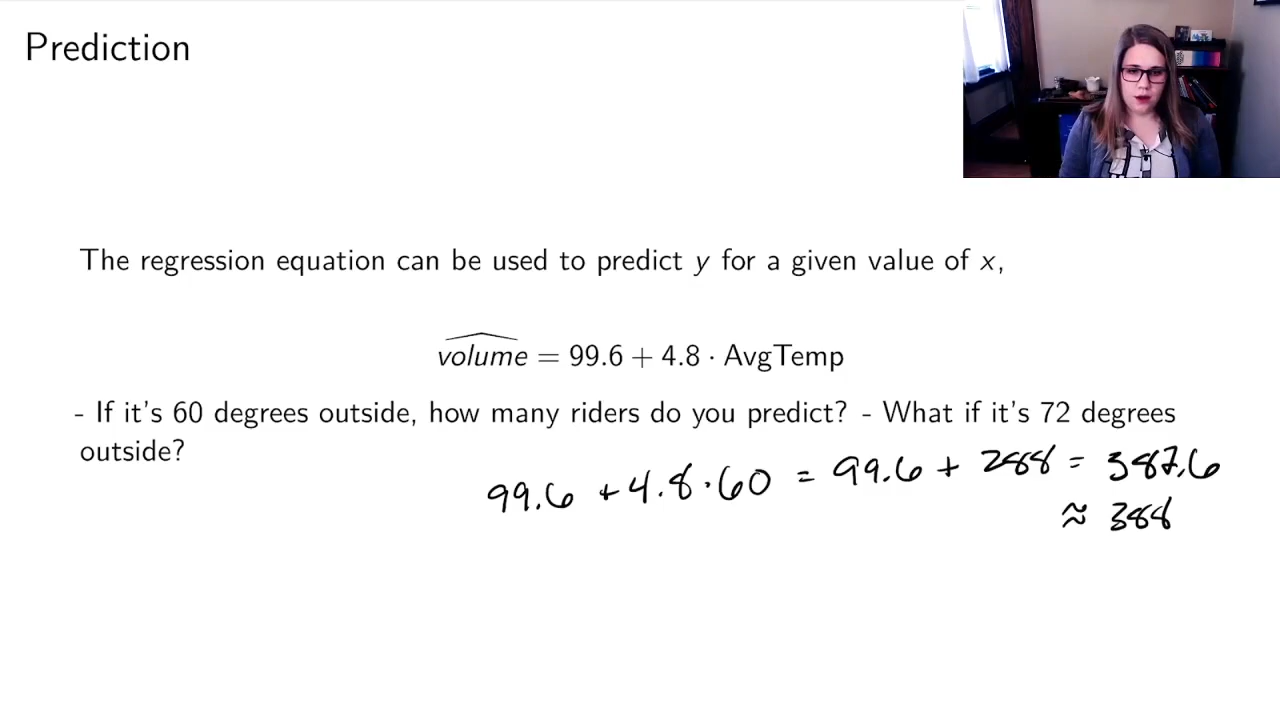 Prediction
The regression equation can be used to predict y for a given value of x,
\widehat{volume} = 99.6 + 4.8 · AvgTemp
- If it's 60 degrees outside, how many riders do you predict? - What if it's 72 degrees
outside?
99.6 + 4.8 · 60 = 99.6 + 288 = 387.6
≈ 388